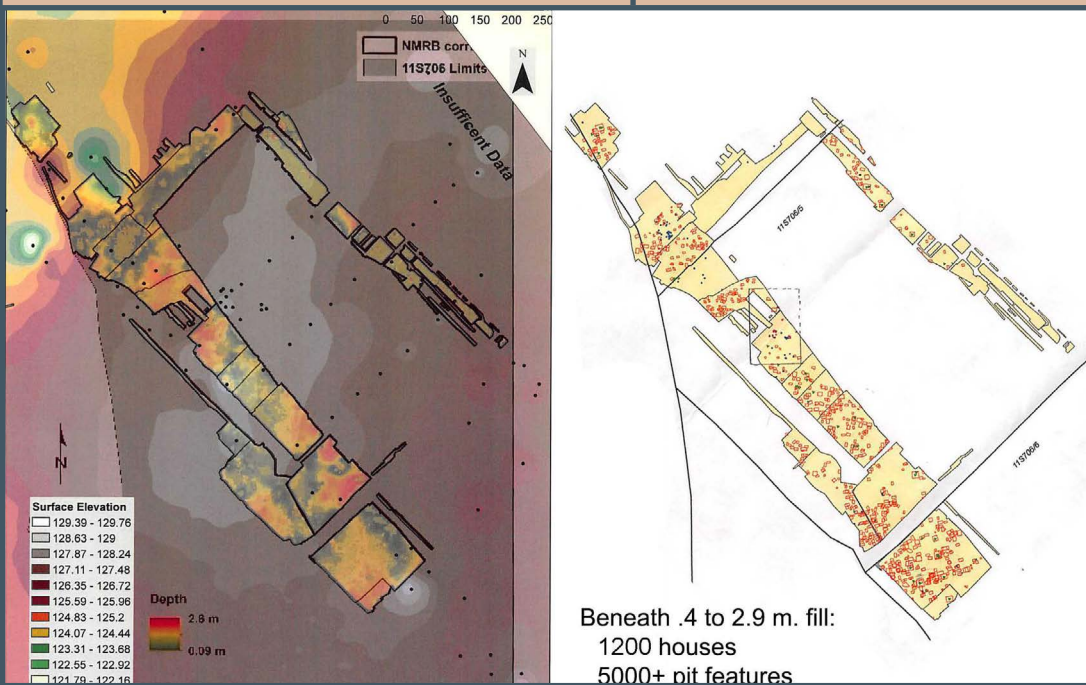 0 50 100 150 200 250
NMRB corr.
11S706 Limits
N
Insufficent Data
N
Surface Elevation
129.39 - 129.76
128.63 - 129
127.87 - 128.24
127.11 - 127.48
126.35 - 126.72
125.59 - 125.96
124.83 - 125.2
124.07 - 124.44
123.31 - 123.68
122.55 - 122.92
121.79 - 122.16
Depth
2.8 m
0.09 m
11S706/5
11S706/6
Beneath .4 to 2.9 m. fill:
1200 houses
5000+ pit features